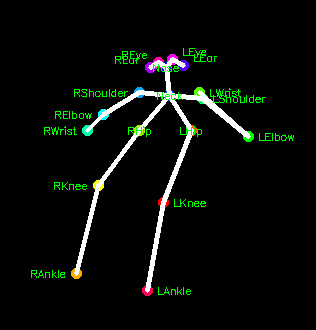 REye
LEye
REar
LEar
Nose
RShoulder
Neck
LWrist
LShoulder
RElbow
RWrist
RHip
LHip
LElbow
RKnee
LKnee
RAnkle
LAnkle